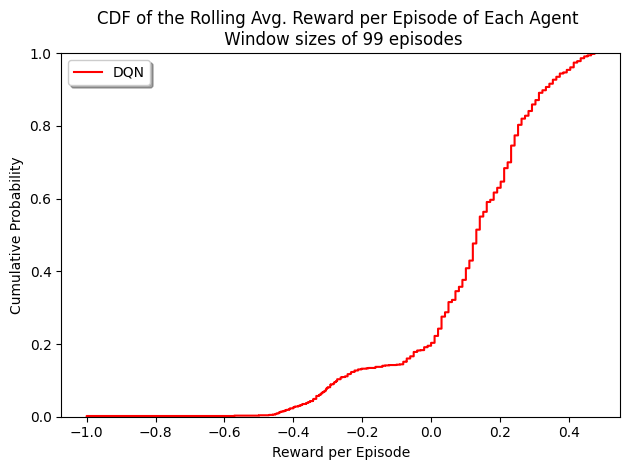 CDF of the Rolling Avg. Reward per Episode of Each Agent
Window sizes of 99 episodes
DQN
1.0
0.8
0.6
0.4
0.2
0.0
Cumulative Probability
−1.0 −0.8 −0.6 −0.4 −0.2 0.0 0.2 0.4
Reward per Episode